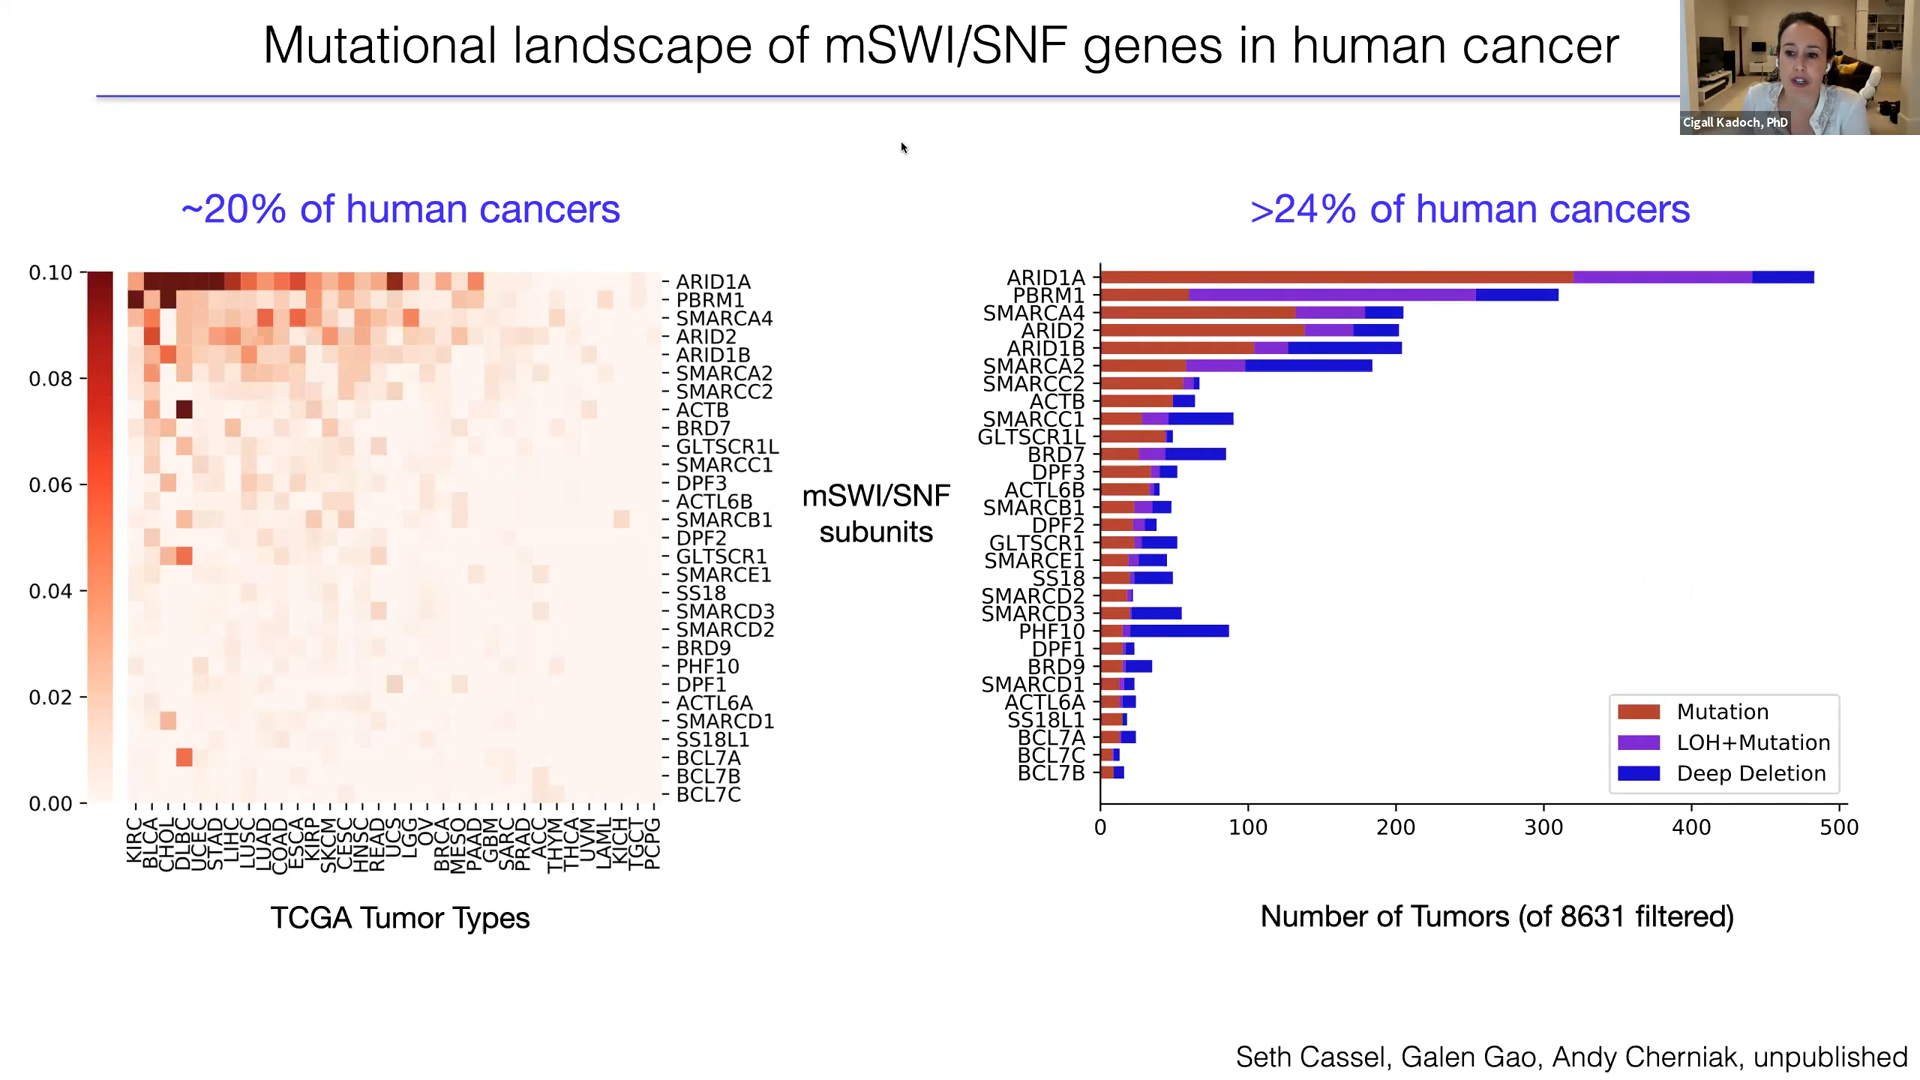 Mutational landscape of mSWI/SNF genes in human cancer
Cigall Kadoch, PhD
~20% of human cancers
0.10
0.08
0.06
0.04
0.02
0.00
ARID1A
PBRM1
SMARCA4
ARID2
ARID1B
SMARCA2
SMARCC2
ACTB
BRD7
GLTSCR1L
SMARCC1
DPF3
ACTL6B
SMARCB1
DPF2
GLTSCR1
SMARCE1
SS18
SMARCD3
SMARCD2
BRD9
PHF10
DPF1
ACTL6A
SMARCD1
SS18L1
BCL7A
BCL7B
BCL7C
KIRC
BLCA
CHOL
DLBC
UCEC
STAD
LIHC
LUSC
LUAD
COAD
ESCA
KIRP
SKCM
CESC
HNSC
READ
UCS
LGG
OV
BRCA
MESO
PAAD
GBM
SARC
PRAD
ACC
THYM
THCA
UVM
LAML
KICH
TGCT
PCPG
TCGA Tumor Types
mSWI/SNF
subunits
>24% of human cancers
ARID1A
PBRM1
SMARCA4
ARID2
ARID1B
SMARCA2
SMARCC2
ACTB
SMARCC1
GLTSCR1L
BRD7
DPF3
ACTL6B
SMARCB1
DPF2
GLTSCR1
SMARCE1
SS18
SMARCD2
SMARCD3
PHF10
DPF1
BRD9
SMARCD1
ACTL6A
SS18L1
BCL7A
BCL7C
BCL7B
Mutation
LOH+Mutation
Deep Deletion
0 100 200 300 400 500
Number of Tumors (of 8631 filtered)
Seth Cassel, Galen Gao, Andy Cherniak, unpublished